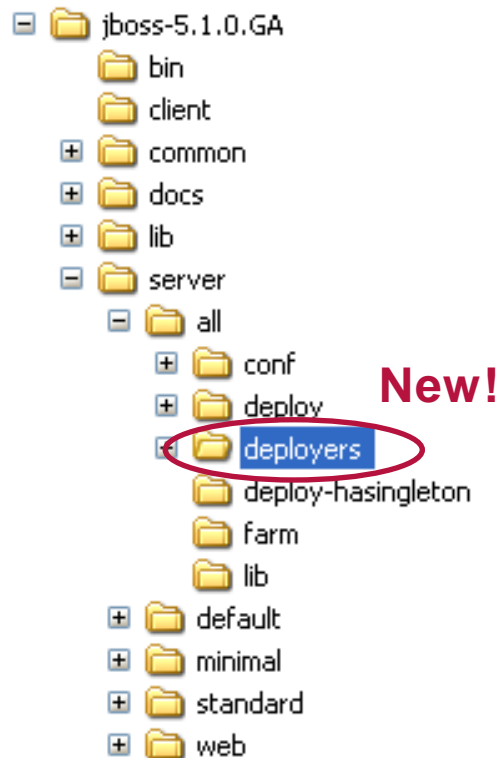 jboss-5.1.0.GA
bin
client
common
docs
lib
server
all
conf
New!
deploy
deployers
deploy-hasingleton
farm
lib
default
minimal
standard
web